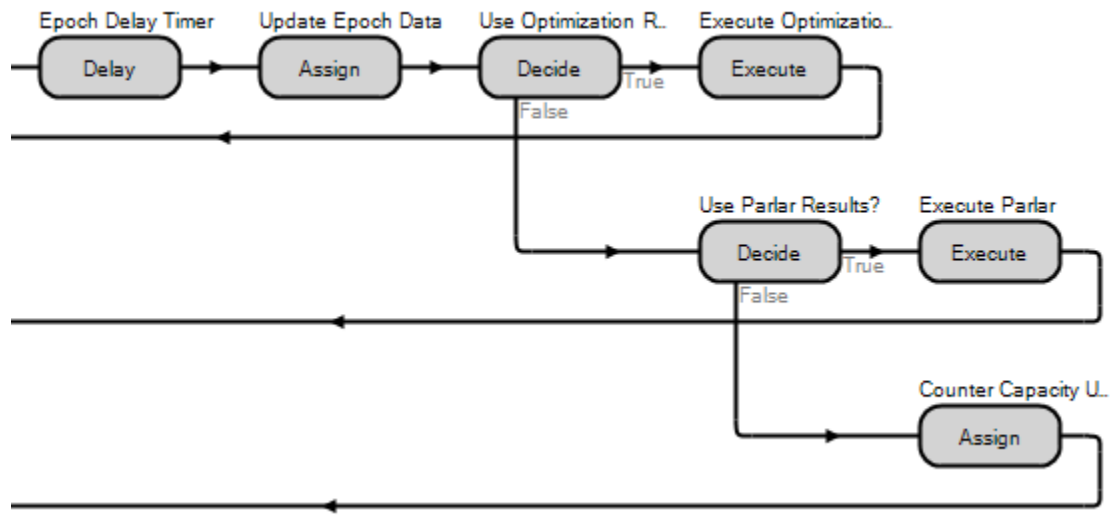 Epoch Delay Timer
Update Epoch Data
Use Optimization R..
Execute Optimizatio..
Delay
Assign
Decide
Execute
True
False
Use Parlar Results?
Execute Parlar
Decide
Execute
True
False
Counter Capacity U..
Assign